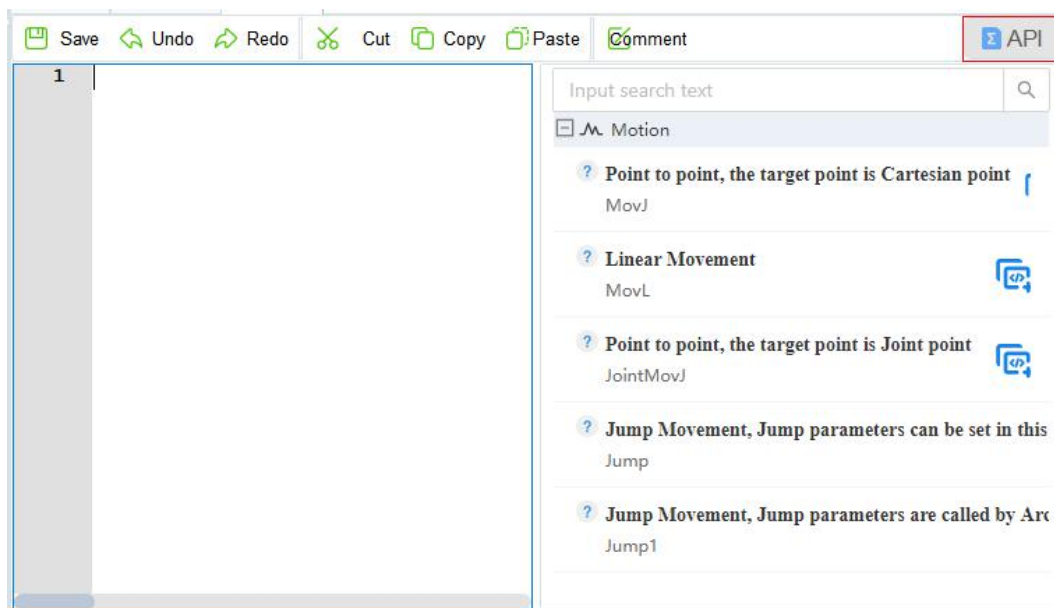 Save Undo Redo Cut Copy Paste Comment API
1
Input search text
Motion
? Point to point, the target point is Cartesian point
MovJ
? Linear Movement
MovL
? Point to point, the target point is Joint point
JointMovJ
? Jump Movement, Jump parameters can be set in this
Jump
? Jump Movement, Jump parameters are called by Arc
Jump1